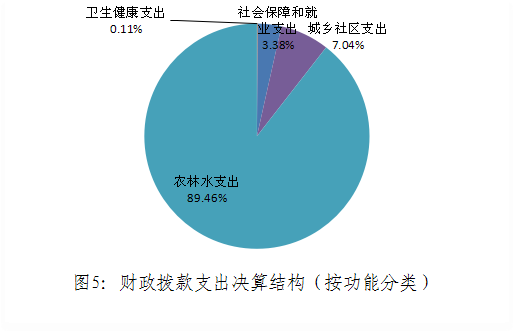 卫生健康支出
0.11%
社会保障和就
业支出
3.38%
城乡社区支出
7.04%
农林水支出
89.46%
图5：财政拨款支出决算结构（按功能分类）